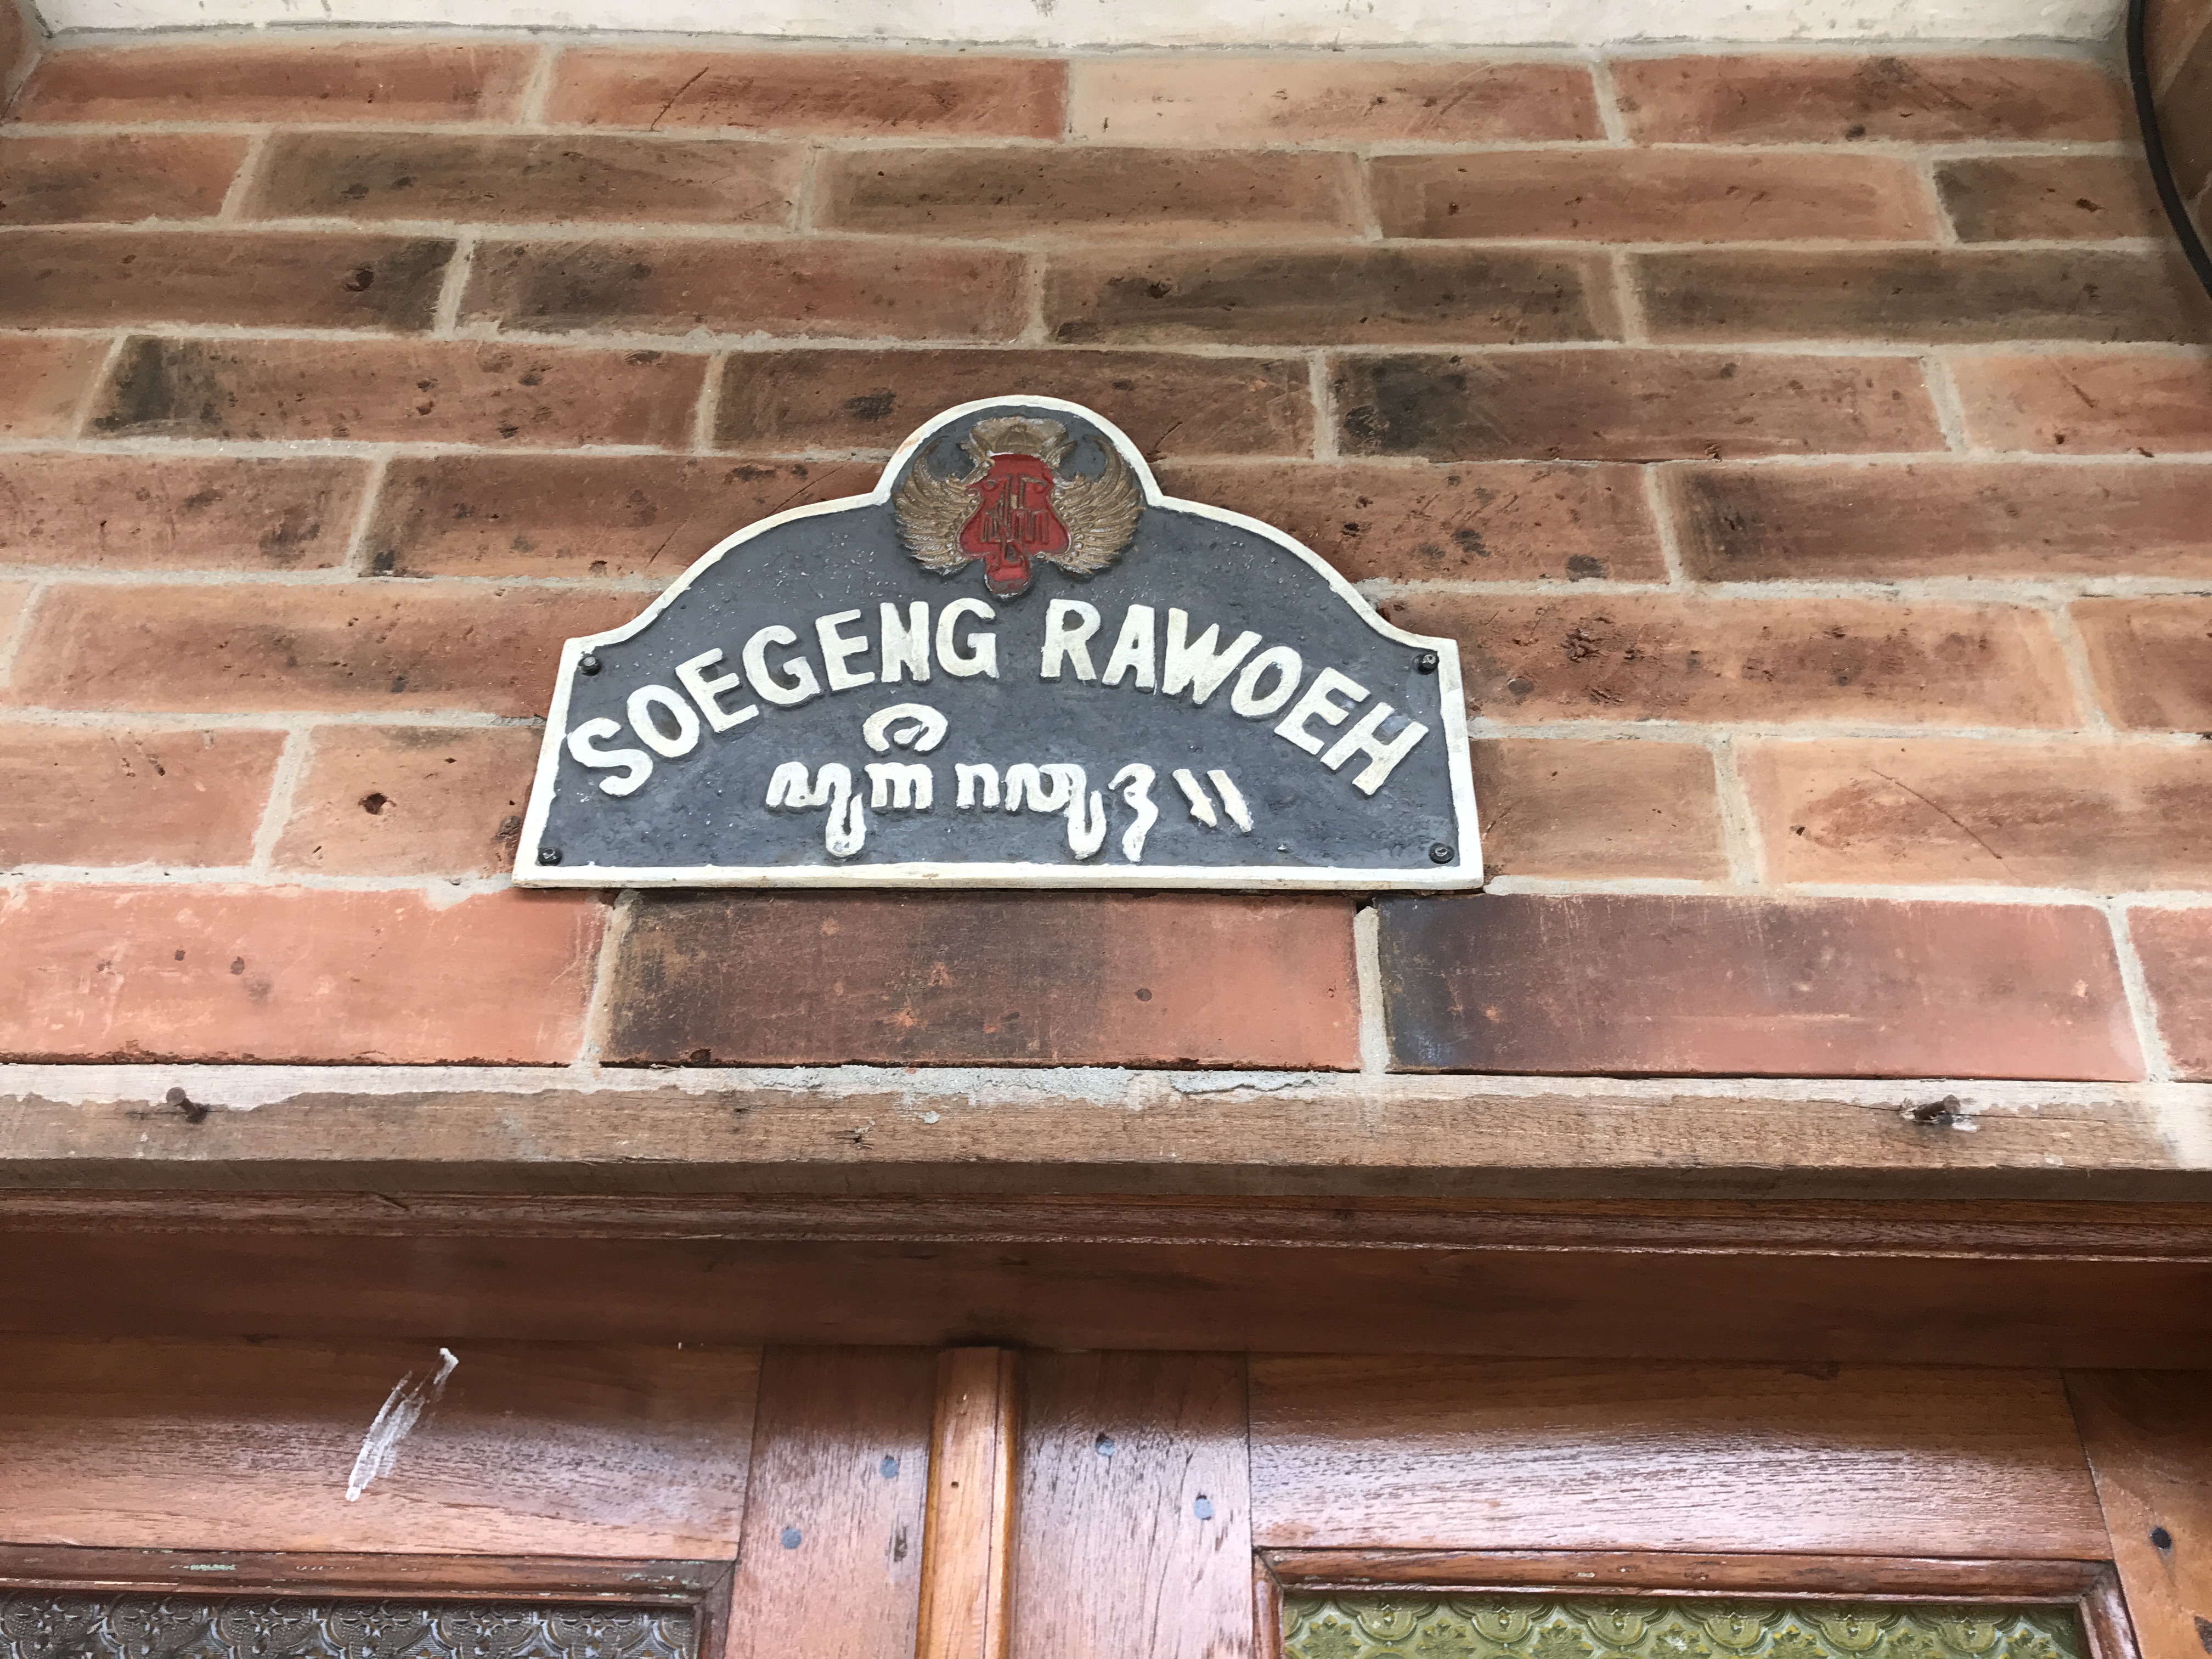 SOEGENG RAWOEH
ꦱꦸꦒꦼꦁ ꦫꦮꦸꦃ ꧉